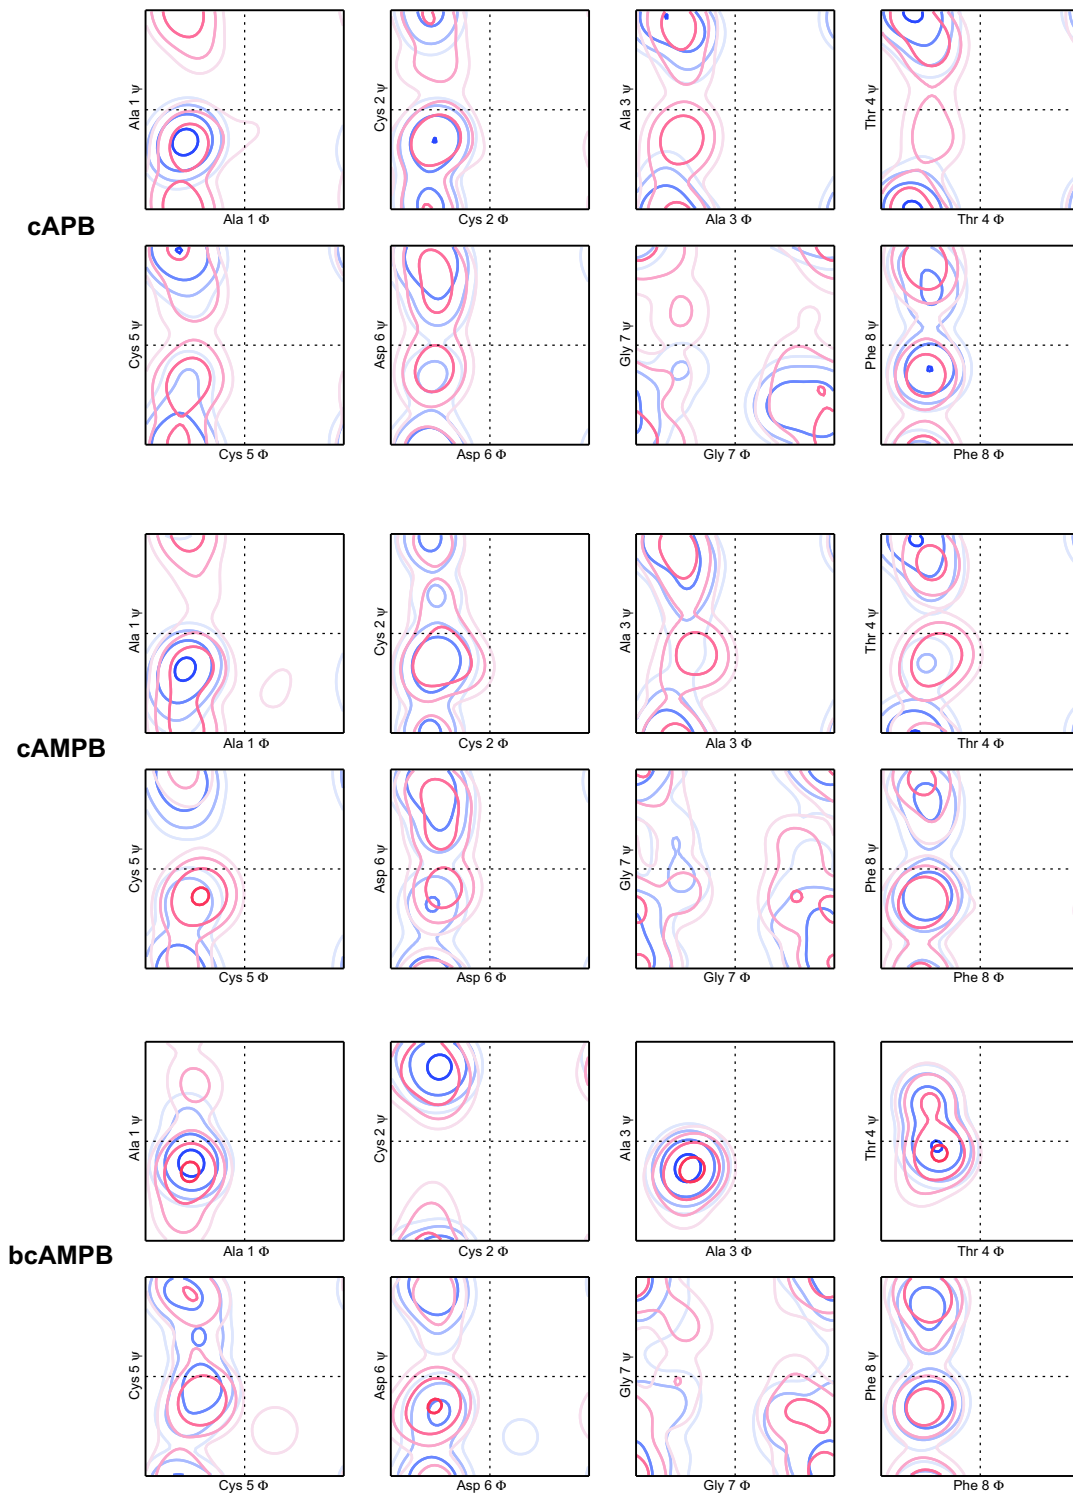 Ala 1 ψ
Cys 2 ψ
Ala 3 ψ
Thr 4 ψ
Ala 1 Φ
Cys 2 Φ
Ala 3 Φ
Thr 4 Φ
cAPB
Cys 5 ψ
Asp 6 ψ
Gly 7 ψ
Phe 8 ψ
Cys 5 Φ
Asp 6 Φ
Gly 7 Φ
Phe 8 Φ
Ala 1 ψ
Cys 2 ψ
Ala 3 ψ
Thr 4 ψ
Ala 1 Φ
Cys 2 Φ
Ala 3 Φ
Thr 4 Φ
cAMPB
Cys 5 ψ
Asp 6 ψ
Gly 7 ψ
Phe 8 ψ
Cys 5 Φ
Asp 6 Φ
Gly 7 Φ
Phe 8 Φ
Ala 1 ψ
Cys 2 ψ
Ala 3 ψ
Thr 4 ψ
Ala 1 Φ
Cys 2 Φ
Ala 3 Φ
Thr 4 Φ
bcAMPB
Cys 5 ψ
Asp 6 ψ
Gly 7 ψ
Phe 8 ψ
Cys 5 Φ
Asp 6 Φ
Gly 7 Φ
Phe 8 Φ